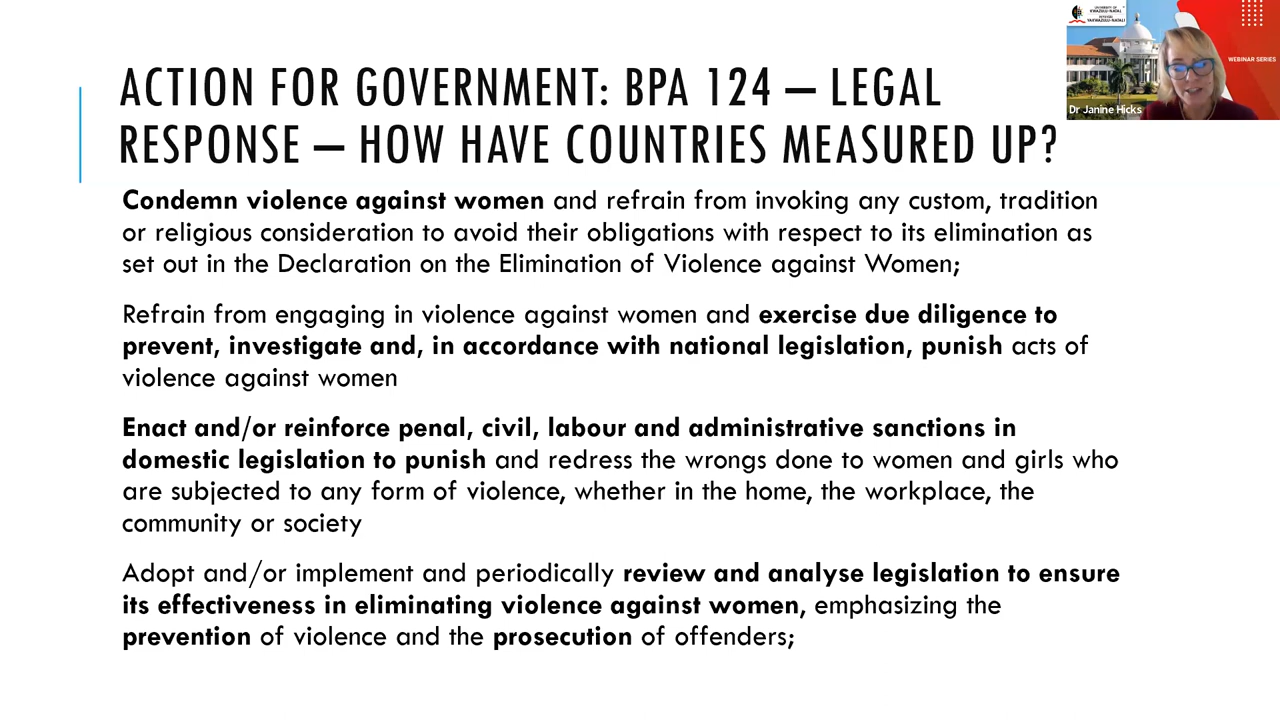 ACTION FOR GOVERNMENT: BPA 124 – LEGAL
RESPONSE – HOW HAVE COUNTRIES MEASURED UP?
Condemn violence against women and refrain from invoking any custom, tradition
or religious consideration to avoid their obligations with respect to its elimination as
set out in the Declaration on the Elimination of Violence against Women;
Refrain from engaging in violence against women and exercise due diligence to
prevent, investigate and, in accordance with national legislation, punish acts of
violence against women
Enact and/or reinforce penal, civil, labour and administrative sanctions in
domestic legislation to punish and redress the wrongs done to women and girls who
are subjected to any form of violence, whether in the home, the workplace, the
community or society
Adopt and/or implement and periodically review and analyse legislation to ensure
its effectiveness in eliminating violence against women, emphasizing the
prevention of violence and the prosecution of offenders;
UNIVERSITY OF
KWAZULU-NATAL
INYUVESI
YAKWAZULU-NATALI
WEBINAR SERIES
Dr Janine Hicks